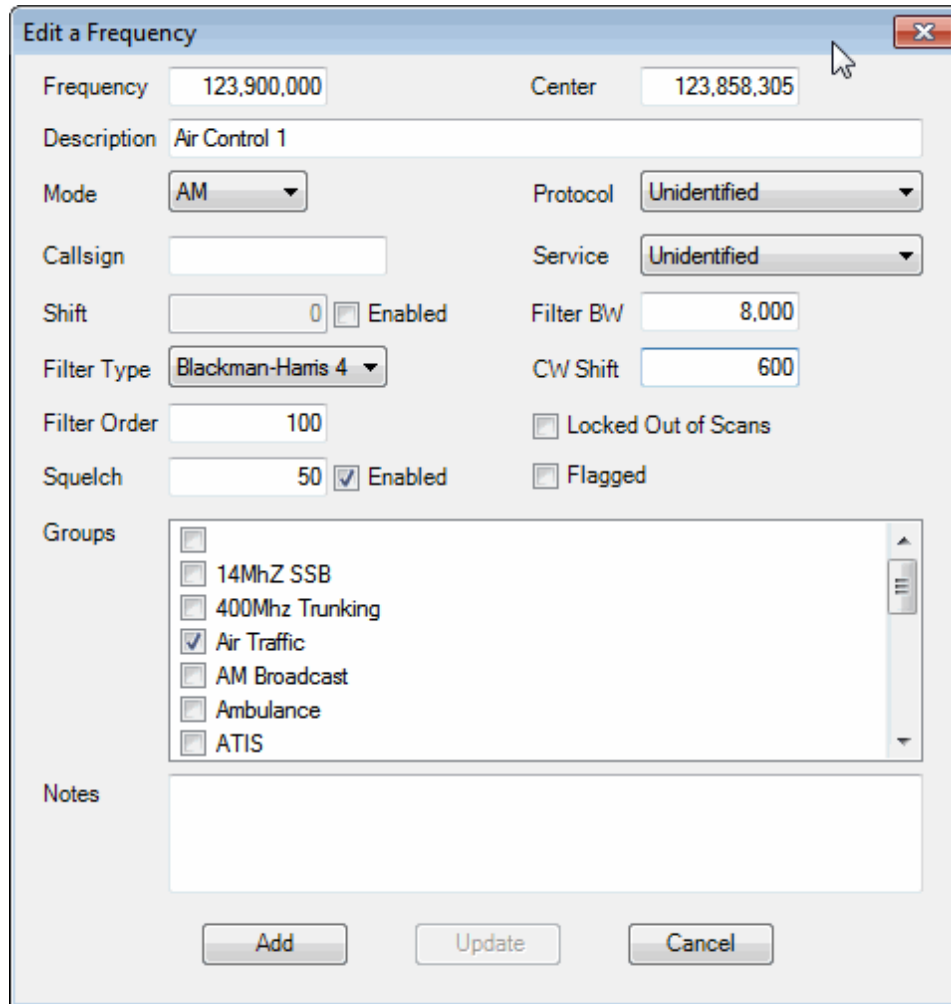 Edit a Frequency
Frequency 123,900,000 Center 123,858,305
Description Air Control 1
Mode AM Protocol Unidentified
Callsign Service Unidentified
Shift 0 Enabled Filter BW 8,000
Filter Type Blackman-Harris 4 CW Shift 600
Filter Order 100 Locked Out of Scans
Squelch 50 Enabled Flagged
Groups
14MhZ SSB
400Mhz Trunking
Air Traffic
AM Broadcast
Ambulance
ATIS
Notes
Add Update Cancel